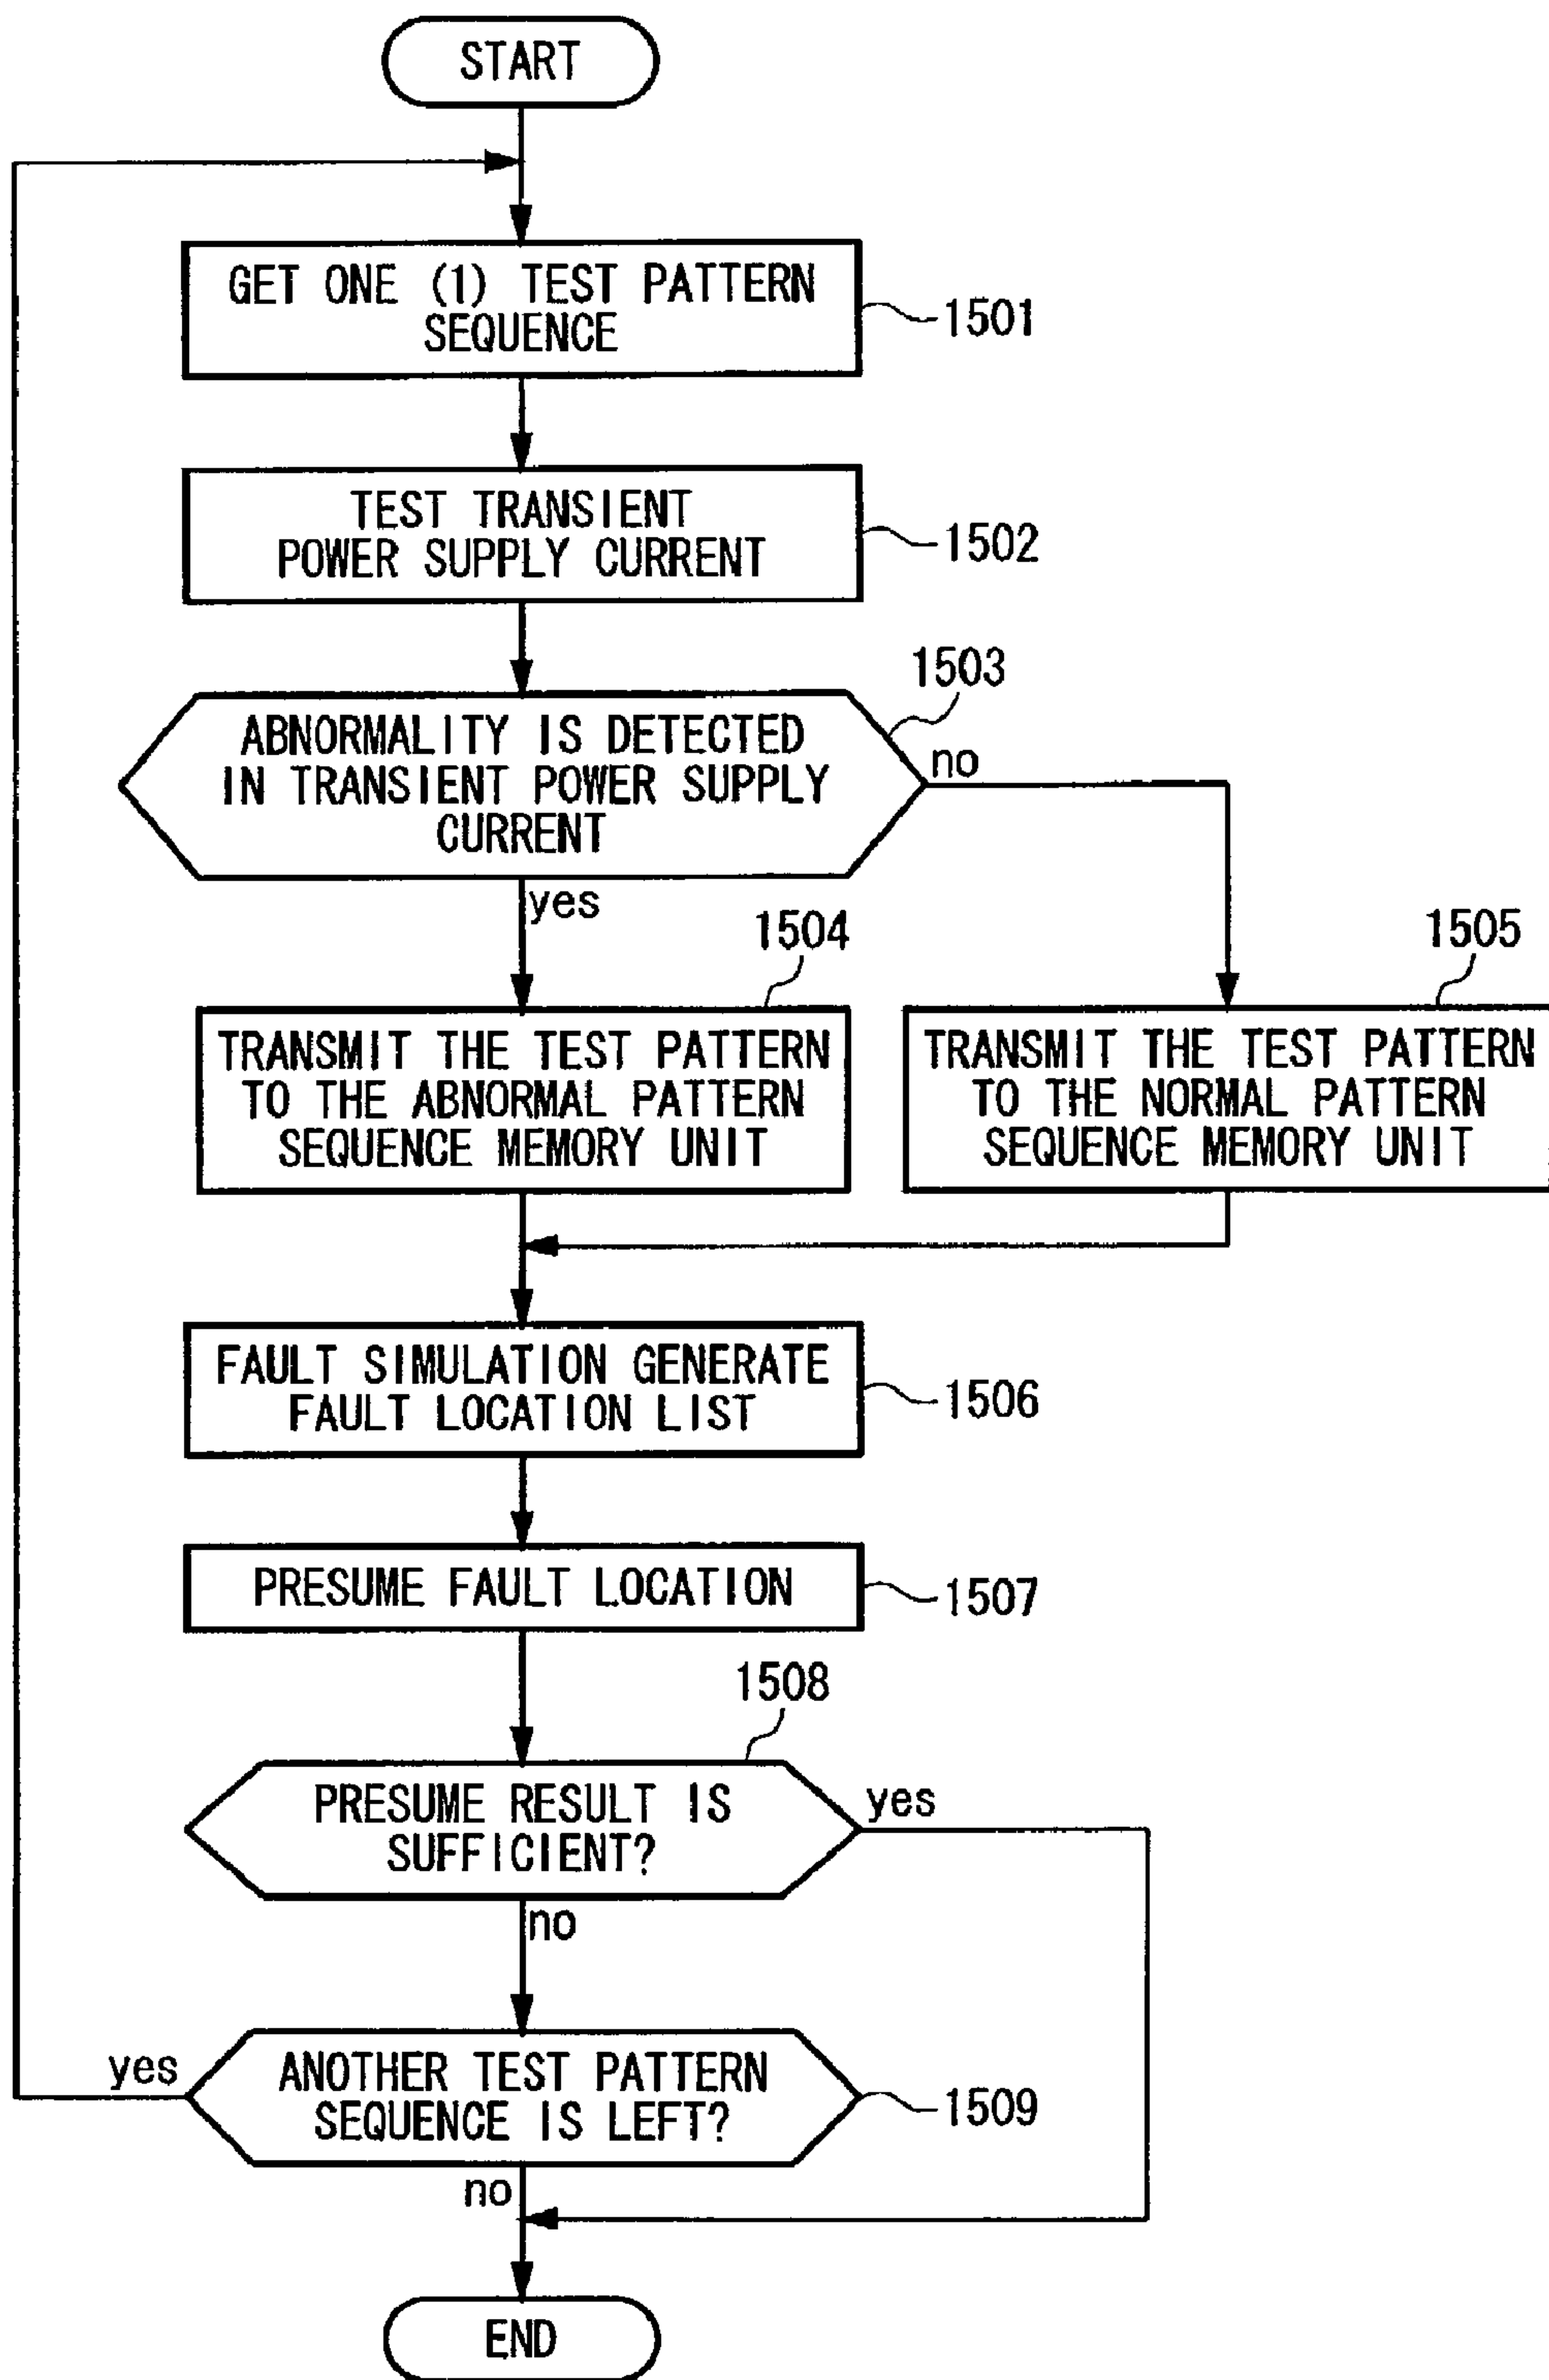 START
GET ONE (1) TEST PATTERN
SEQUENCE
1501
TEST TRANSIENT
POWER SUPPLY CURRENT
1502
1503
ABNORMALITY IS DETECTED
IN TRANSIENT POWER SUPPLY
CURRENT
no
yes
1504
1505
TRANSMIT THE TEST PATTERN
TO THE ABNORMAL PATTERN
SEQUENCE MEMORY UNIT
TRANSMIT THE TEST PATTERN
TO THE NORMAL PATTERN
SEQUENCE MEMORY UNIT
FAULT SIMULATION GENERATE
FAULT LOCATION LIST
1506
PRESUME FAULT LOCATION
1507
1508
PRESUME RESULT IS
SUFFICIENT?
yes
no
yes
ANOTHER TEST PATTERN
SEQUENCE IS LEFT?
1509
no
END